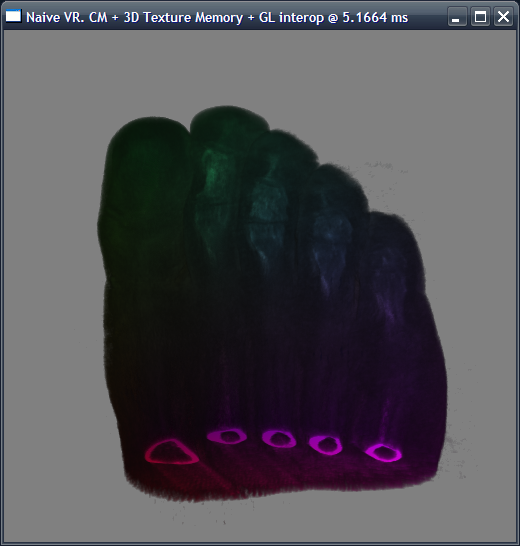 Naive VR. CM + 3D Texture Memory + GL interop @ 5.1664 ms